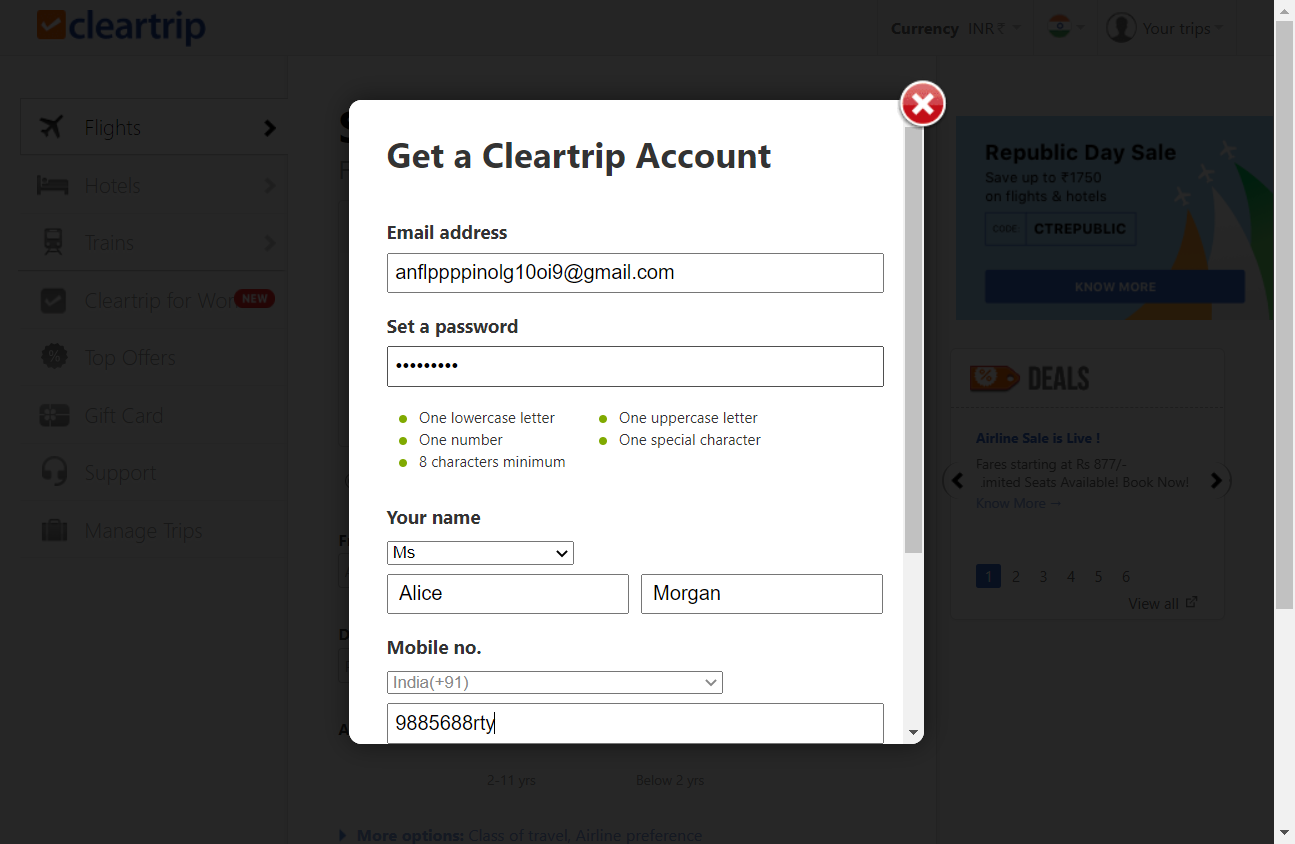 cleartrip
Currency INR₹
Your trips
Flights
Hotels
Trains
Cleartrip for Wor
NEW
Top Offers
Gift Card
Support
Manage Trips
Get a Cleartrip Account
Email address
anflppppinolg10oi9@gmail.com
Set a password
•••••••••
One lowercase letter
One uppercase letter
One number
One special character
8 characters minimum
Your name
Ms
Alice
Morgan
Mobile no.
India(+91)
9885688rty
2-11 yrs
Below 2 yrs
More options: Class of travel, Airline preference
Republic Day Sale
Save up to ₹1750
on flights & hotels
CODE CTREPUBLIC
KNOW MORE
% DEALS
Airline Sale is Live !
Fares starting at Rs 877/-
imited Seats Available! Book Now!
Know More →
1 2 3 4 5 6
View all